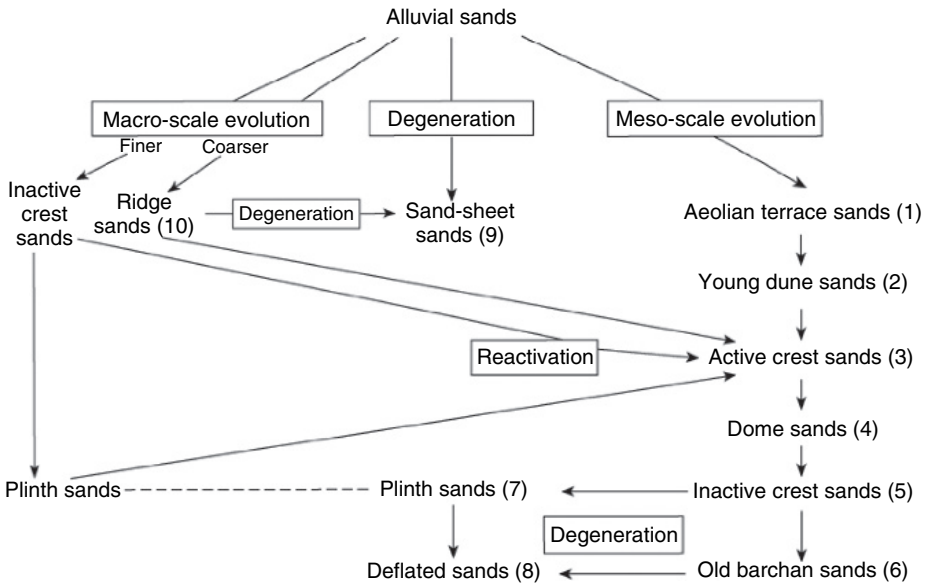 Alluvial sands
Macro-scale evolution
Degeneration
Meso-scale evolution
Finer
Coarser
Inactive
crest
sands
Ridge
sands (10)
Degeneration
Sand-sheet
sands (9)
Aeolian terrace sands (1)
Young dune sands (2)
Reactivation
Active crest sands (3)
Dome sands (4)
Plinth sands
Plinth sands (7)
Inactive crest sands (5)
Degeneration
Deflated sands (8)
Old barchan sands (6)